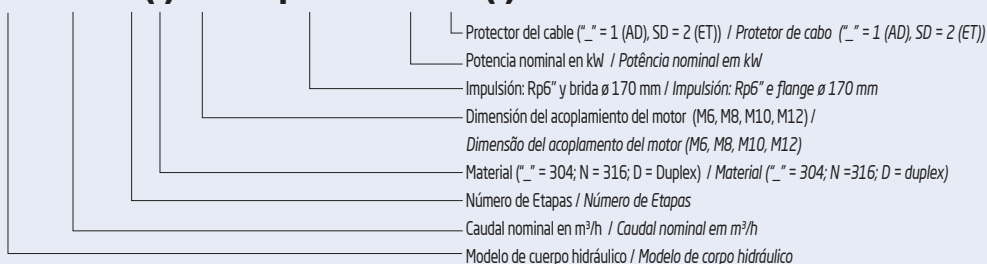 Protector del cable (“_” = 1 (AD), SD = 2 (ET)) / Protetor de cabo (“_” = 1 (AD), SD = 2 (ET))
Potencia nominal en kW / Potência nominal em kW
Impulsión: Rp6” y brida ø 170 mm / Impulsión: Rp6” e flange ø 170 mm
Dimensión del acoplamiento del motor (M6, M8, M10, M12) /
Dimensão del acoplamento del motor (M6, M8, M10, M12)
Material (“_” = 304; N = 316; D = Duplex) / Material (“_” = 304; N =316; D = duplex)
Número de Etapas / Número de Etapas
Caudal nominal en m³/h / Caudal nominal em m³/h
Modelo de cuerpo hidráulico / Modelo de corpo hidráulico